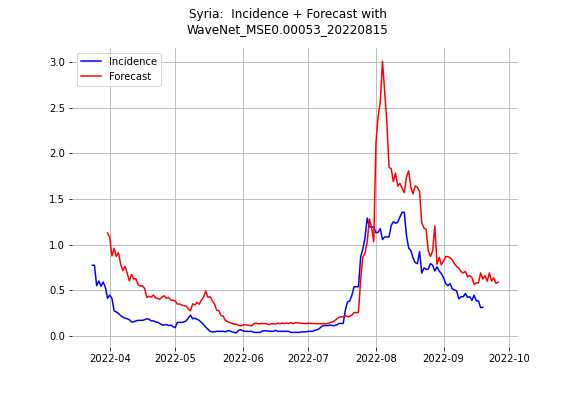 Syria:  Incidence + Forecast with
WaveNet_MSE0.00053_20220815
Incidence
Forecast
3.0
2.5
2.0
1.5
1.0
0.5
0.0
2022-04 2022-05 2022-06 2022-07 2022-08 2022-09 2022-10